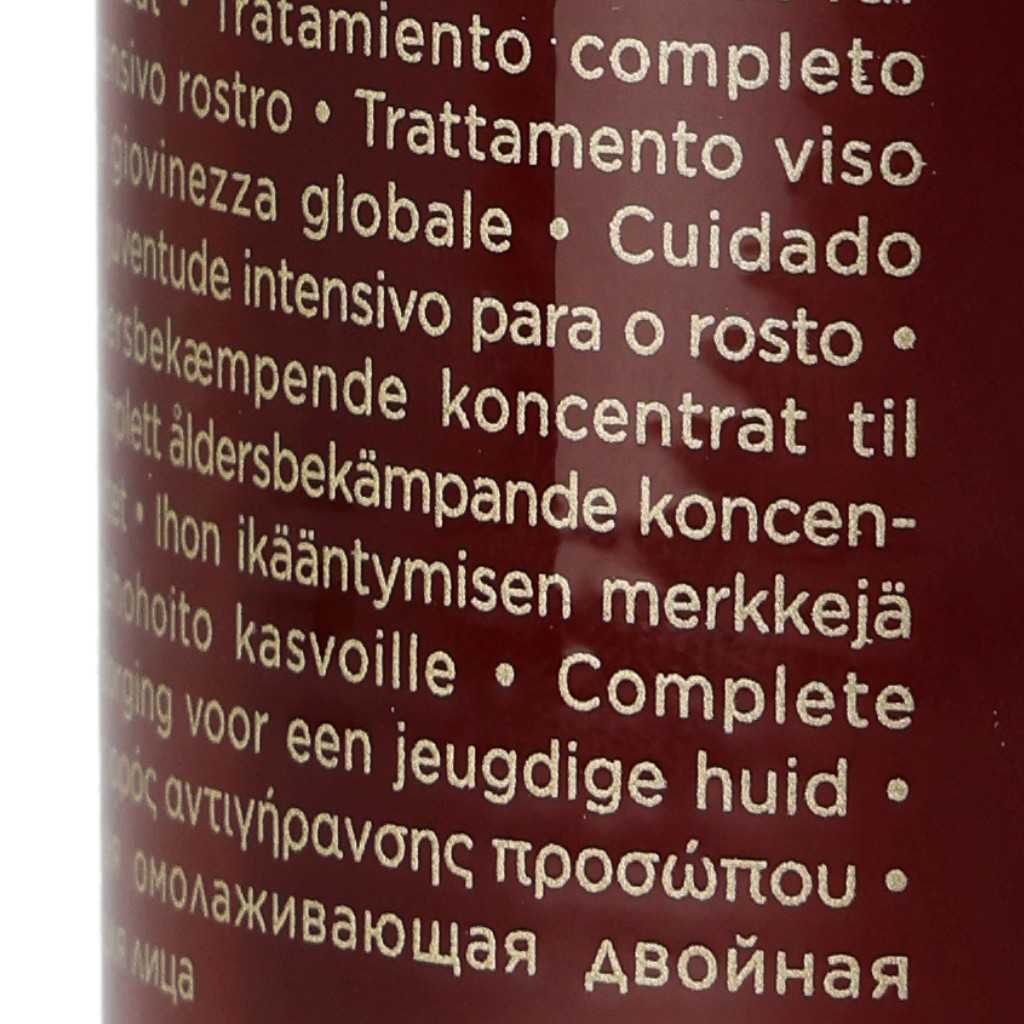 Tratamiento completo
rostro • Trattamento viso
giovinezza globale • Cuidado
intensivo para o rosto •
koncentrat til
åldersbekämpande koncen-
• Ihon ikääntymisen merkkejä
kasvoille • Complete
voor een jeugdige huid •
αντιγήρανσης προσώπου •
омолаживающая двойная
лица